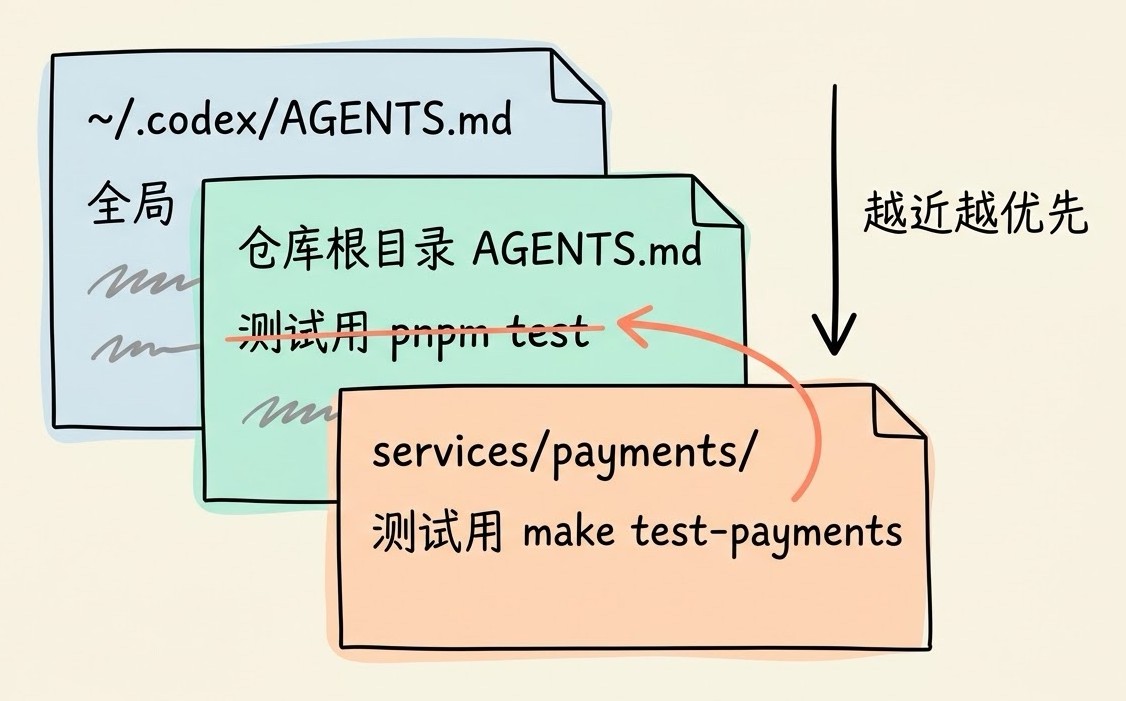 ~/.codex/AGENTS.md
全局
仓库根目录 AGENTS.md
测试用 pnpm test
services/payments/
测试用 make test-payments
越近越优先